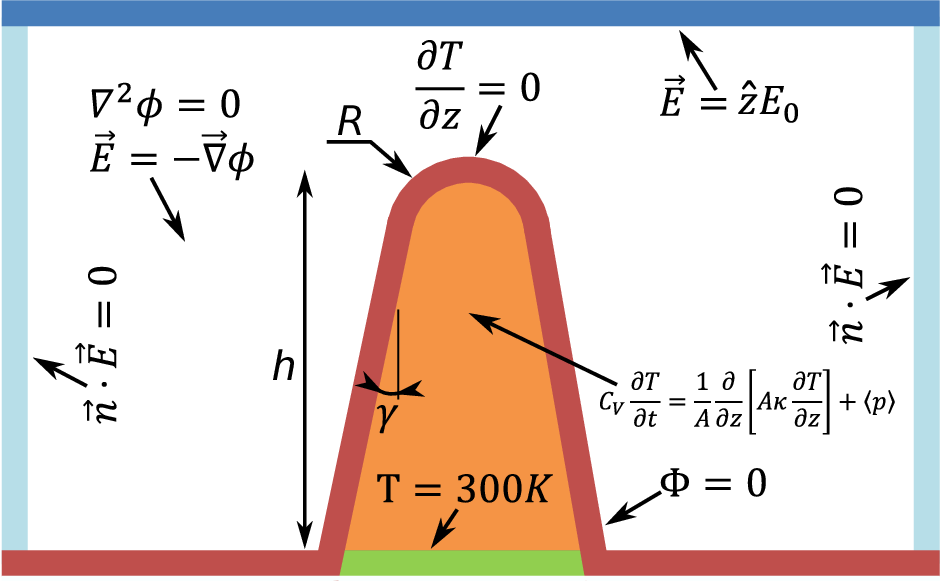 ∂T/∂z = 0
E⃗ = ẑE₀
∇²ϕ = 0
E⃗ = −∇⃗ϕ
R
n⃗ · E⃗ = 0
n⃗ · E⃗ = 0
h
γ
C_V ∂T/∂t = 1/A ∂/∂z [Aκ ∂T/∂z] + ⟨p⟩
T = 300K
Φ = 0